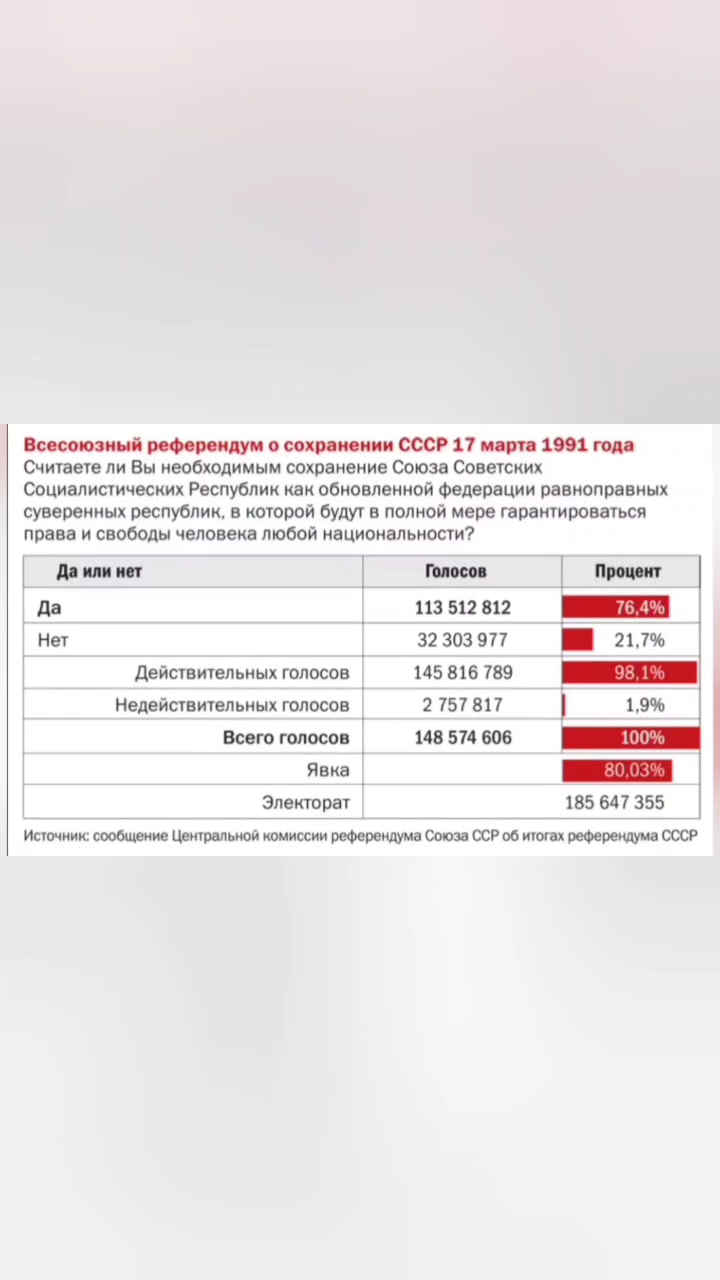 Всесоюзный референдум о сохранении СССР 17 марта 1991 года
Считаете ли Вы необходимым сохранение Союза Советских
Социалистических Республик как обновленной федерации равноправных
суверенных республик, в которой будут в полной мере гарантироваться
права и свободы человека любой национальности?
Да или нет Голосов Процент
Да 113 512 812 76,4%
Нет 32 303 977 21,7%
Действительных голосов 145 816 789 98,1%
Недействительных голосов 2 757 817 1,9%
Всего голосов 148 574 606 100%
Явка 80,03%
Электорат 185 647 355
Источник: сообщение Центральной комиссии референдума Союза ССР об итогах референдума СССР